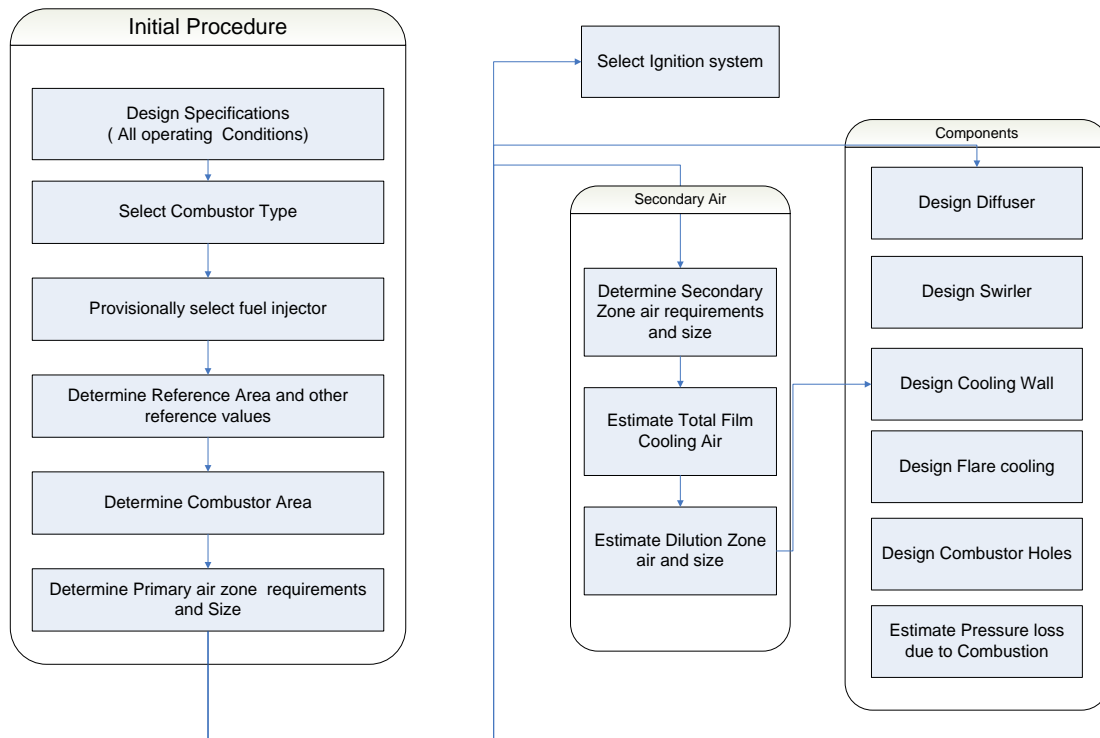 Initial Procedure
Design Specifications
( All operating Conditions)
Select Combustor Type
Provisionally select fuel injector
Determine Reference Area and other
reference values
Determine Combustor Area
Determine Primary air zone requirements
and Size
Select Ignition system
Secondary Air
Determine Secondary
Zone air requirements
and size
Estimate Total Film
Cooling Air
Estimate Dilution Zone
air and size
Components
Design Diffuser
Design Swirler
Design Cooling Wall
Design Flare cooling
Design Combustor Holes
Estimate Pressure loss
due to Combustion